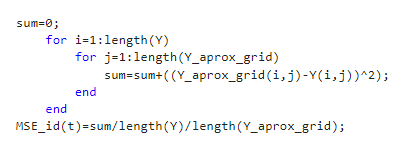 sum=0;
for i=1:length(Y)
for j=1:length(Y_aprox_grid)
sum=sum+((Y_aprox_grid(i,j)-Y(i,j))^2);
end
end
MSE_id(t)=sum/length(Y)/length(Y_aprox_grid);